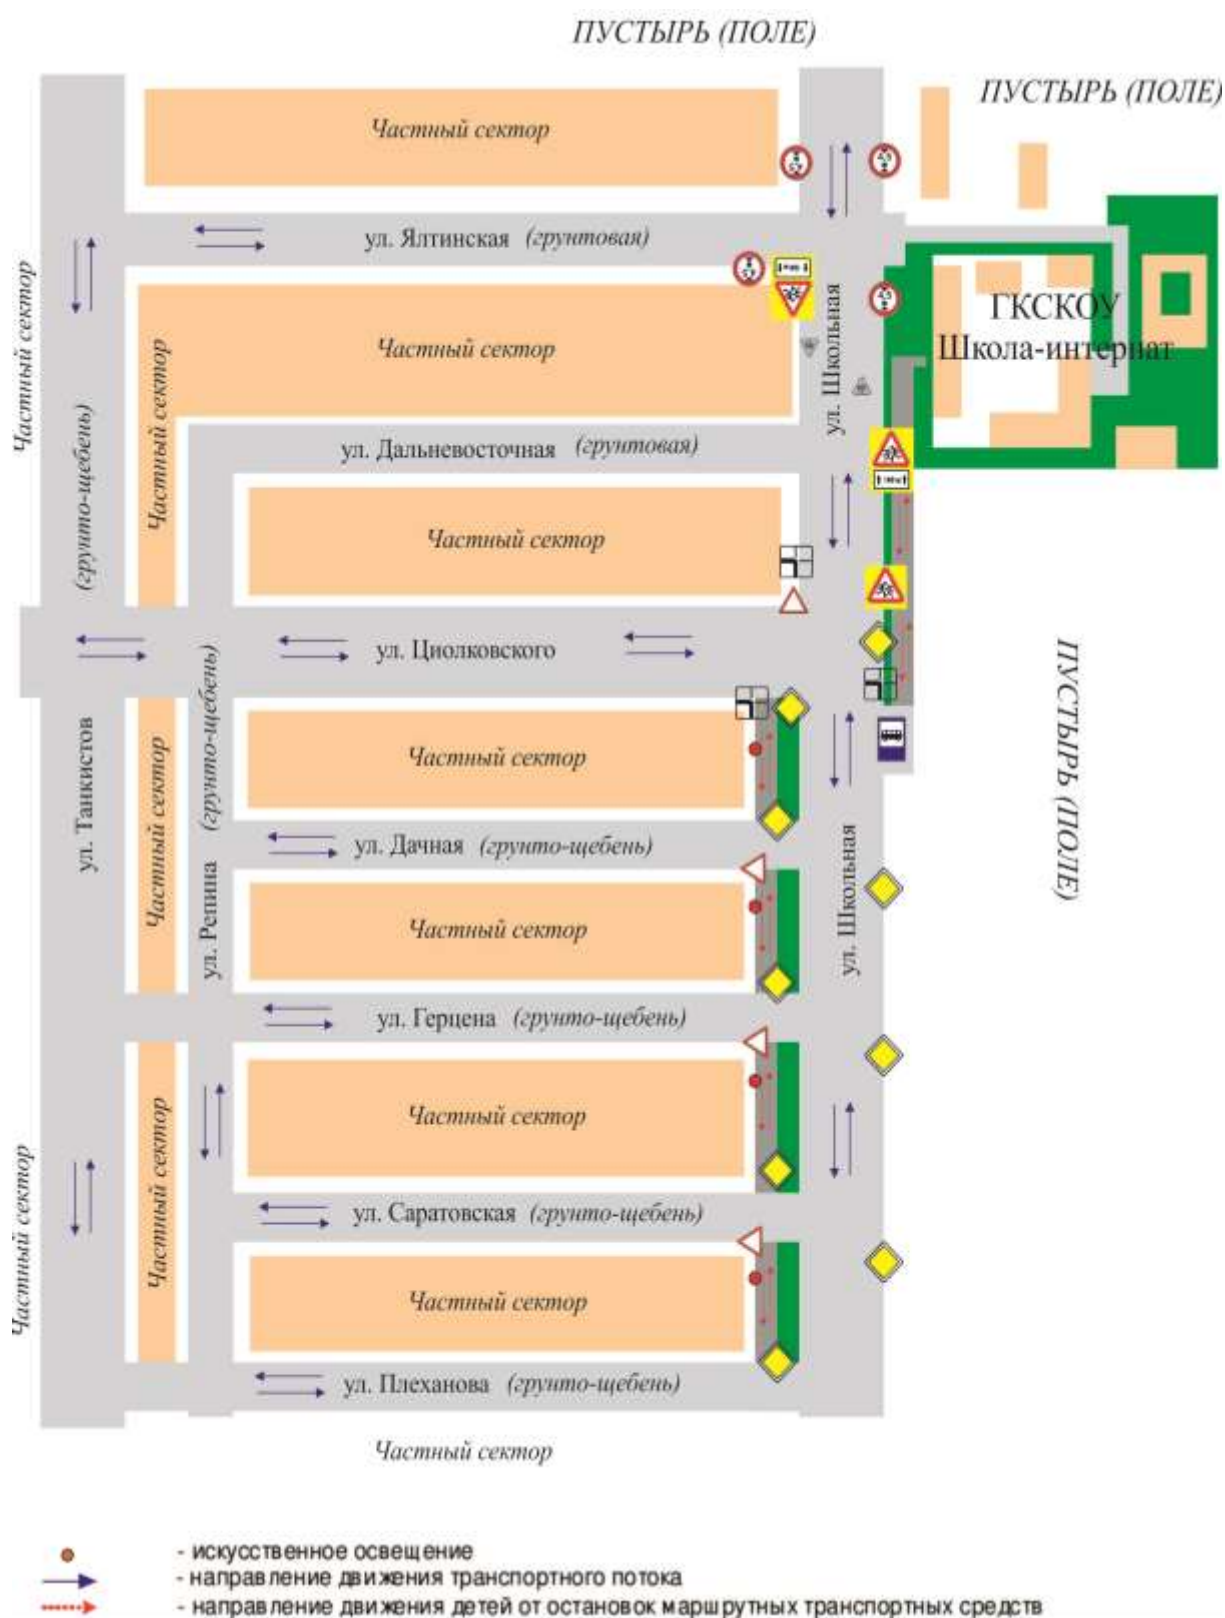 ПУСТЫРЬ (ПОЛЕ)
ПУСТЫРЬ (ПОЛЕ)
Частный сектор
ул. Ялтинская (грунтовая)
Частный сектор
Частный сектор
ул. Школьная
ГКСКОУ
Школа-интернат
Частный сектор
(грунто-щебень)
ул. Дальневосточная (грунтовая)
Частный сектор
ул. Циолковского
ПУСТЫРЬ (ПОЛЕ)
ул. Танкистов
Частный сектор
(грунто-щебень)
ул. Репина
Частный сектор
ул. Дачная (грунто-щебень)
ул. Школьная
Частный сектор
ул. Герцена (грунто-щебень)
Частный сектор
Частный сектор
Частный сектор
ул. Саратовская (грунто-щебень)
Частный сектор
ул. Плеханова (грунто-щебень)
Частный сектор
- искусственное освещение
- направление движения транспортного потока
- направление движения детей от остановок маршрутных транспортных средств